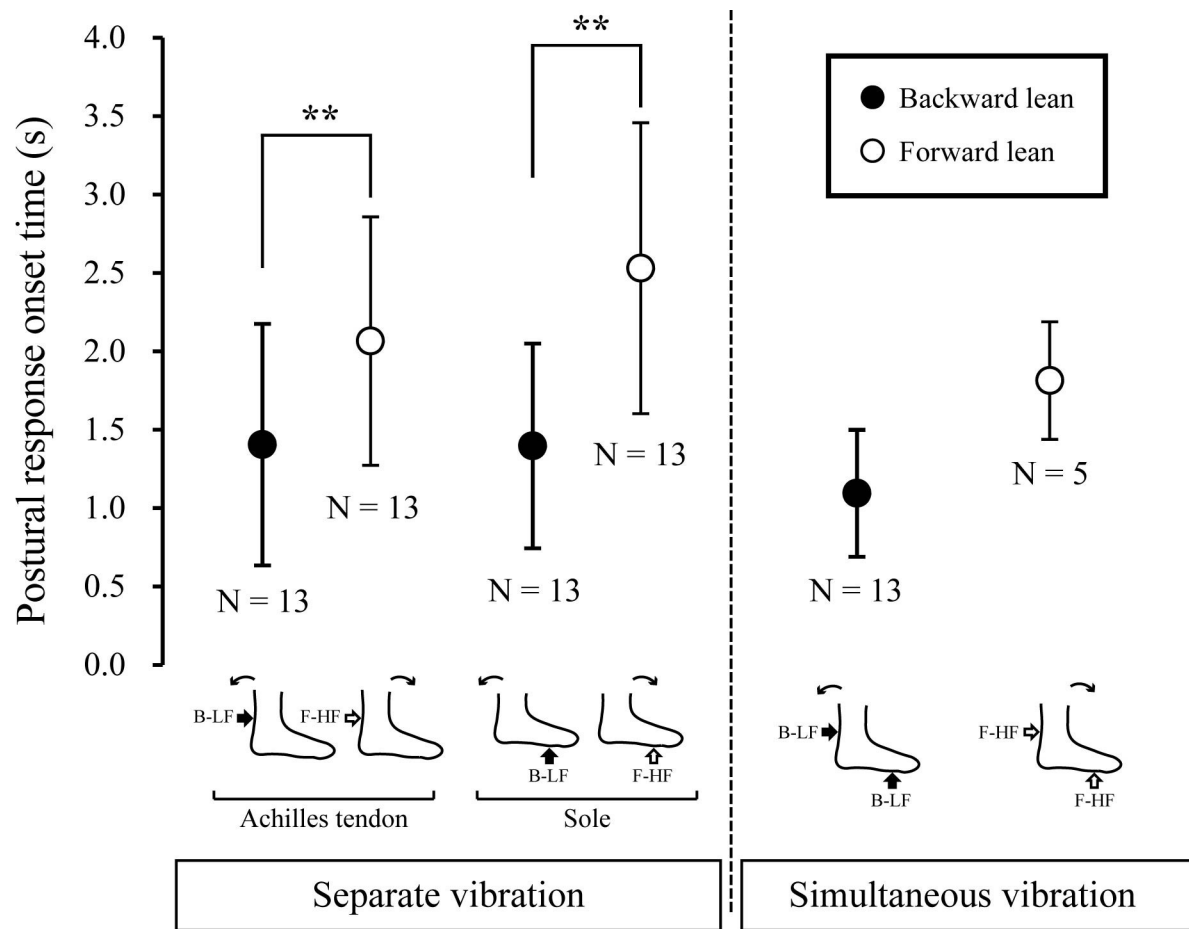 Postural response onset time (s)
4.0
3.5
3.0
2.5
2.0
1.5
1.0
0.5
0.0
**
**
Backward lean
Forward lean
N = 13
N = 13
N = 13
N = 13
N = 13
N = 5
B-LF
F-HF
B-LF
F-HF
B-LF
B-LF
F-HF
F-HF
Achilles tendon
Sole
Separate vibration
Simultaneous vibration